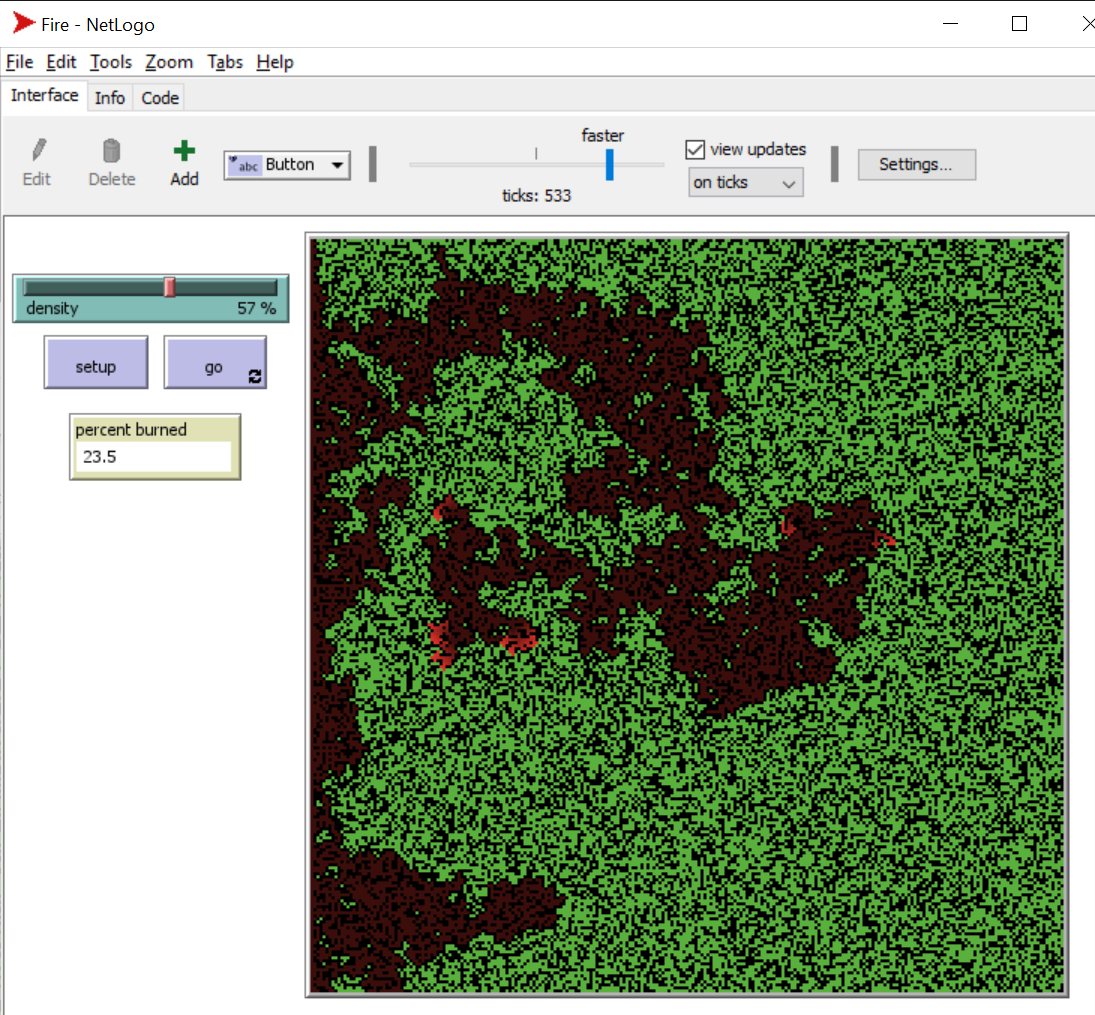 Fire - NetLogo
File Edit Tools Zoom Tabs Help
Interface Info Code
faster
view updates
abc Button
Settings...
Edit Delete Add
on ticks
ticks: 533
density 57 %
setup go
percent burned
23.5